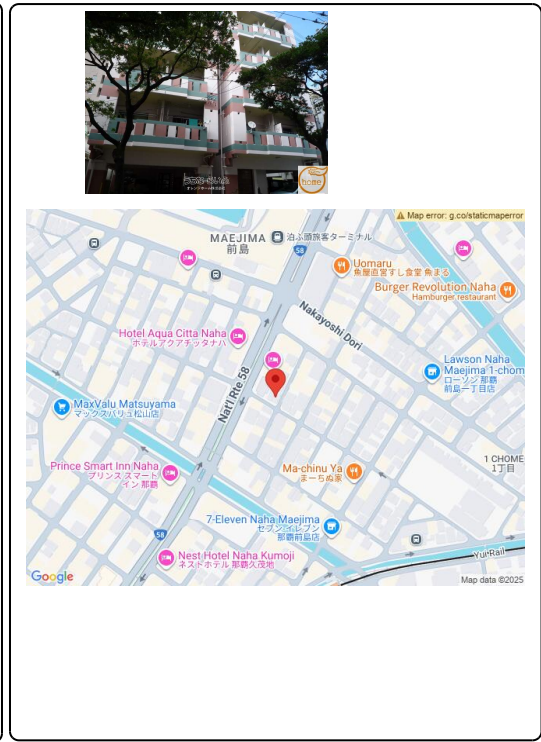 home
Map error: g.co/staticmaperror
MAEJIMA
前島
泊ふ頭旅客ターミナル
58
Uomaru
魚屋直営すし食堂 魚まる
Burger Revolution Naha
Hamburger restaurant
Nakayoshi Dori
Hotel Aqua Citta Naha
ホテルアクアチッタナハ
Lawson Naha
Maejima 1-chom
ローソン 那覇
前島一丁目店
Nat'l Rte 58
MaxValu Matsuyama
マックスバリュ松山店
1 CHOME
1丁目
Prince Smart Inn Naha
プリンス スマート
イン 那覇
Ma-chinu Ya
まーちぬ家
7-Eleven Naha Maejima
セブン-イレブン
那覇前島店
58
Yui Rail
Nest Hotel Naha Kumoji
ネストホテル 那覇久茂地
Google
Map data ©2025